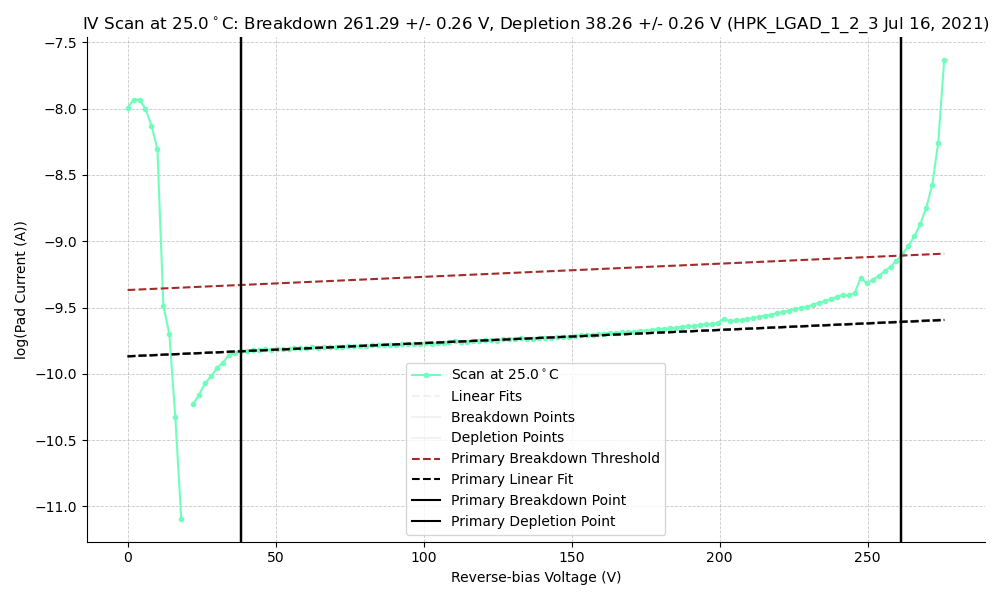 IV Scan at 25.0°C: Breakdown 261.29 +/- 0.26 V, Depletion 38.26 +/- 0.26 V (HPK_LGAD_1_2_3 Jul 16, 2021)
−7.5
−8.0
−8.5
−9.0
−9.5
−10.0
−10.5
−11.0
log(Pad Current (A))
Scan at 25.0°C
Linear Fits
Breakdown Points
Depletion Points
Primary Breakdown Threshold
Primary Linear Fit
Primary Breakdown Point
Primary Depletion Point
0 50 100 150 200 250
Reverse-bias Voltage (V)